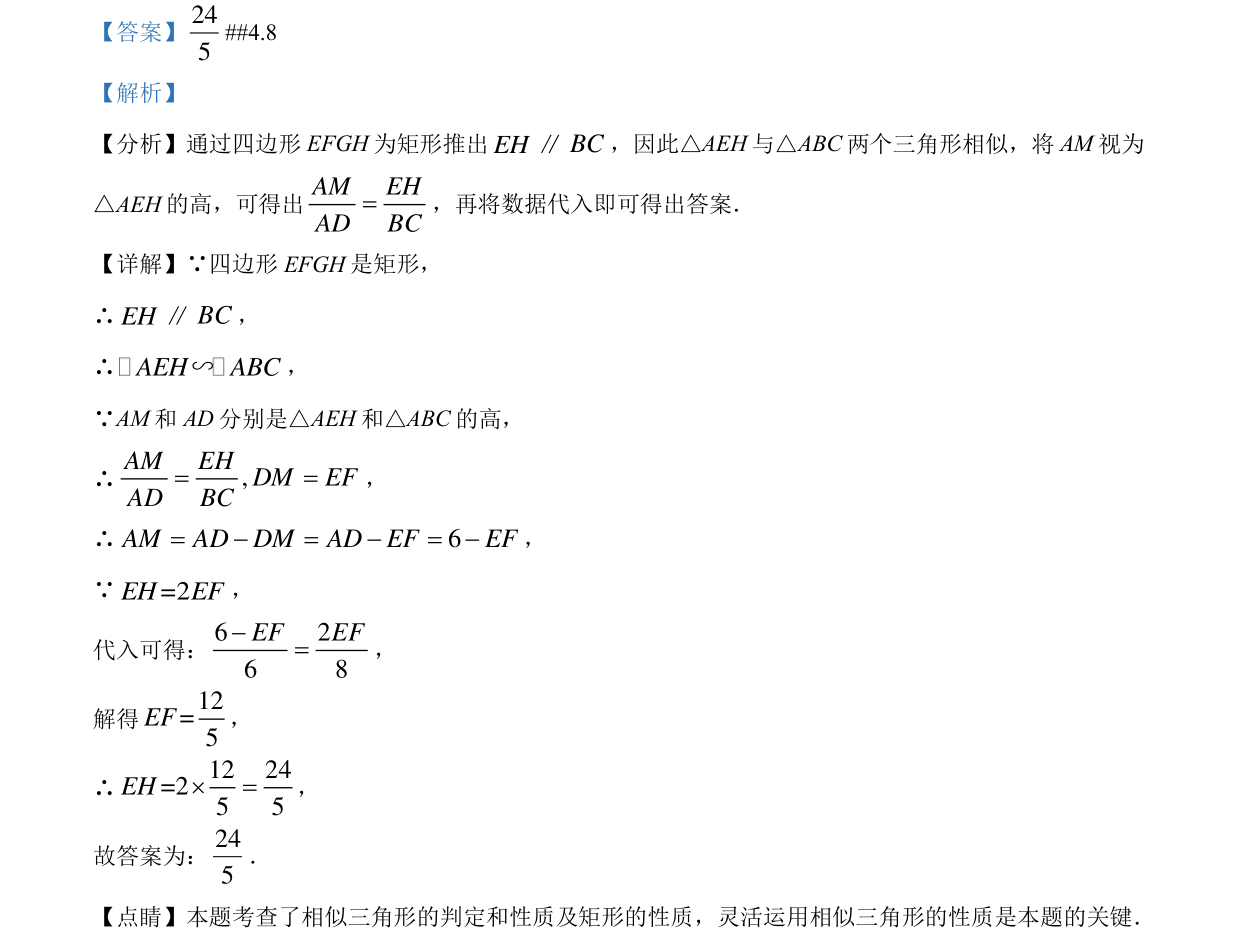 【答案】24/5##4.8
【解析】
【分析】通过四边形 EFGH 为矩形推出 EH // BC，因此△AEH 与△ABC 两个三角形相似，将 AM 视为
△AEH 的高，可得出 AM/AD = EH/BC，再将数据代入即可得出答案．
【详解】∵四边形 EFGH 是矩形，
∴ EH // BC，
∴□AEH∽□ABC，
∵AM 和 AD 分别是△AEH 和△ABC 的高，
∴ AM/AD = EH/BC, DM = EF，
∴ AM = AD − DM = AD − EF = 6 − EF，
∵ EH=2EF，
代入可得：(6 − EF)/6 = 2EF/8，
解得 EF=12/5，
∴ EH=2×12/5 = 24/5，
故答案为：24/5．
【点睛】本题考查了相似三角形的判定和性质及矩形的性质，灵活运用相似三角形的性质是本题的关键．